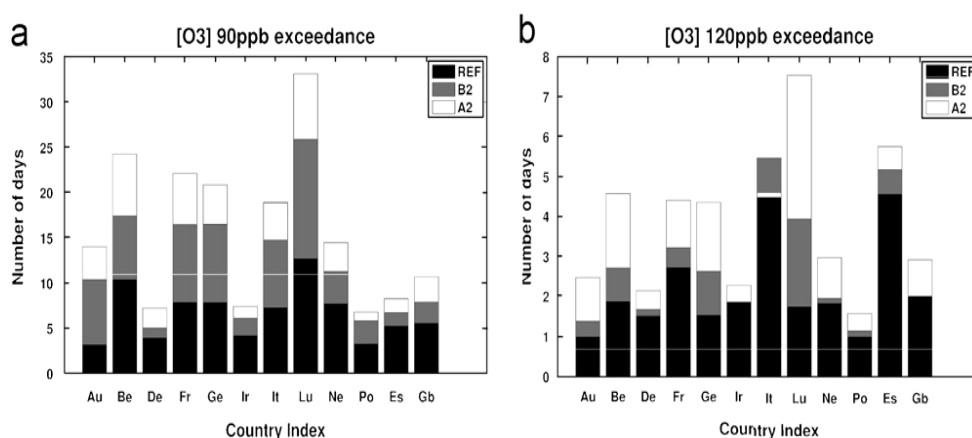 a
[O3] 90ppb exceedance
35
30
25
20
15
10
5
0
Number of days
REF
B2
A2
Au Be De Fr Ge Ir It Lu Ne Po Es Gb
Country Index
b
[O3] 120ppb exceedance
8
7
6
5
4
3
2
1
0
Number of days
REF
B2
A2
Au Be De Fr Ge Ir It Lu Ne Po Es Gb
Country Index